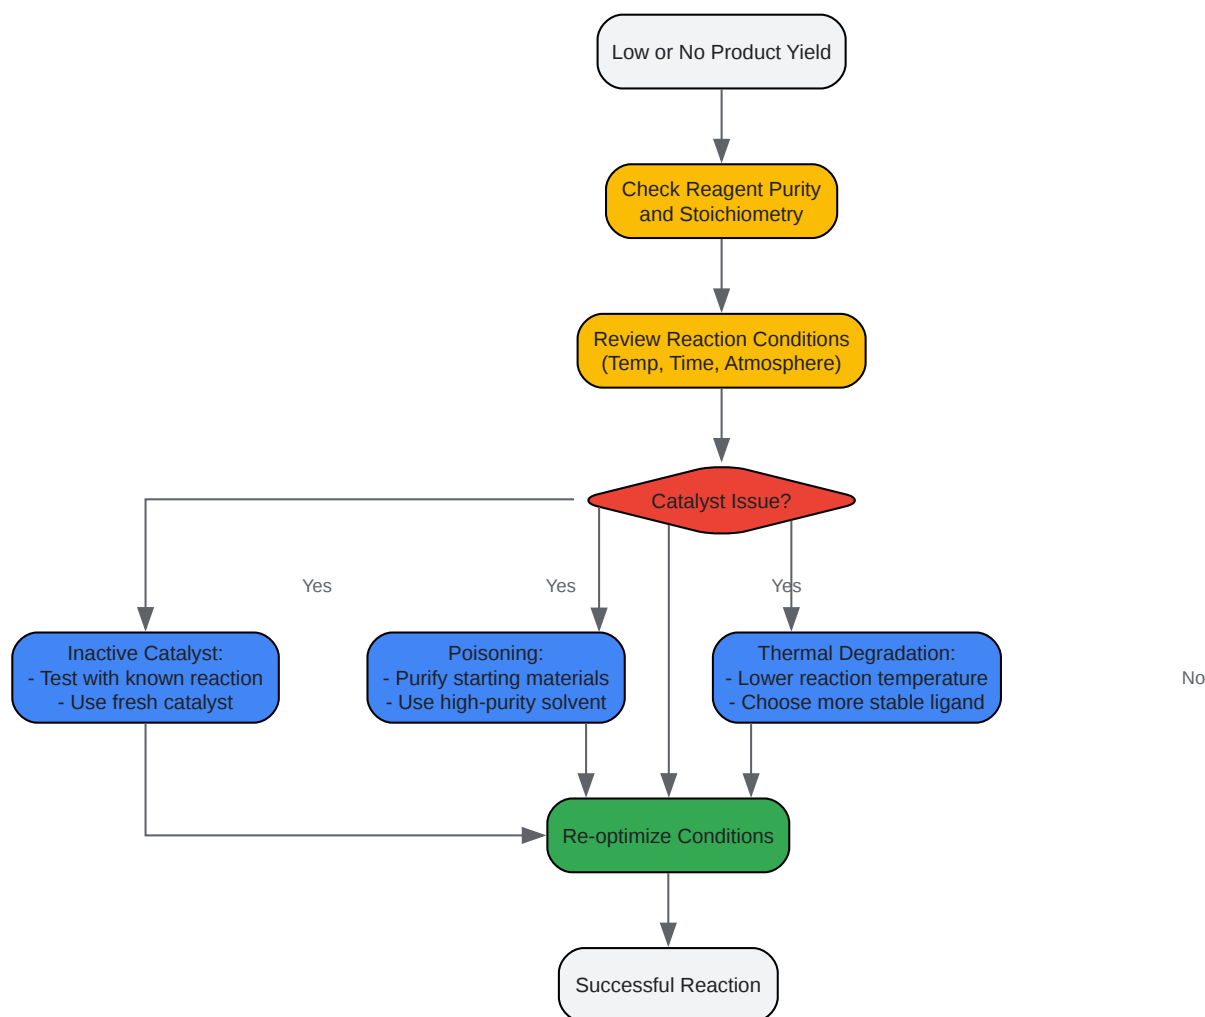 Low or No Product Yield
Check Reagent Purity
and Stoichiometry
Review Reaction Conditions
(Temp, Time, Atmosphere)
Catalyst Issue?
Yes
Yes
Yes
Inactive Catalyst:
- Test with known reaction
- Use fresh catalyst
Poisoning:
- Purify starting materials
- Use high-purity solvent
Thermal Degradation:
- Lower reaction temperature
- Choose more stable ligand
No
Re-optimize Conditions
Successful Reaction